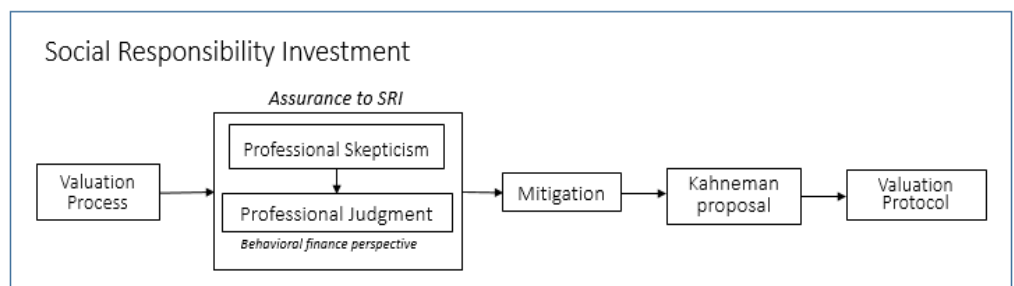 Social Responsibility Investment
Assurance to SRI
Professional Skepticism
Valuation
Process
Professional Judgment
Behavioral finance perspective
Mitigation
Kahneman
proposal
Valuation
Protocol